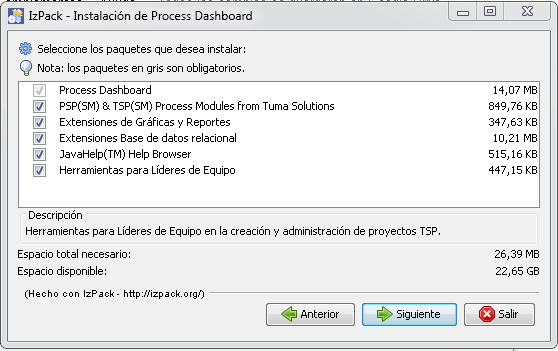 IzPack - Instalación de Process Dashboard
Seleccione los paquetes que desea instalar:
Nota: los paquetes en gris son obligatorios.
Process Dashboard 14,07 MB
PSP(SM) & TSP(SM) Process Modules from Tuma Solutions 849,76 KB
Extensiones de Gráficas y Reportes 347,63 KB
Extensiones Base de datos relacional 10,21 MB
JavaHelp(TM) Help Browser 515,16 KB
Herramientas para Líderes de Equipo 447,15 KB
Descripción
Herramientas para Líderes de Equipo en la creación y administración de proyectos TSP.
Espacio total necesario: 26,39 MB
Espacio disponible: 22,65 GB
(Hecho con IzPack - http://izpack.org/)
Anterior Siguiente Salir